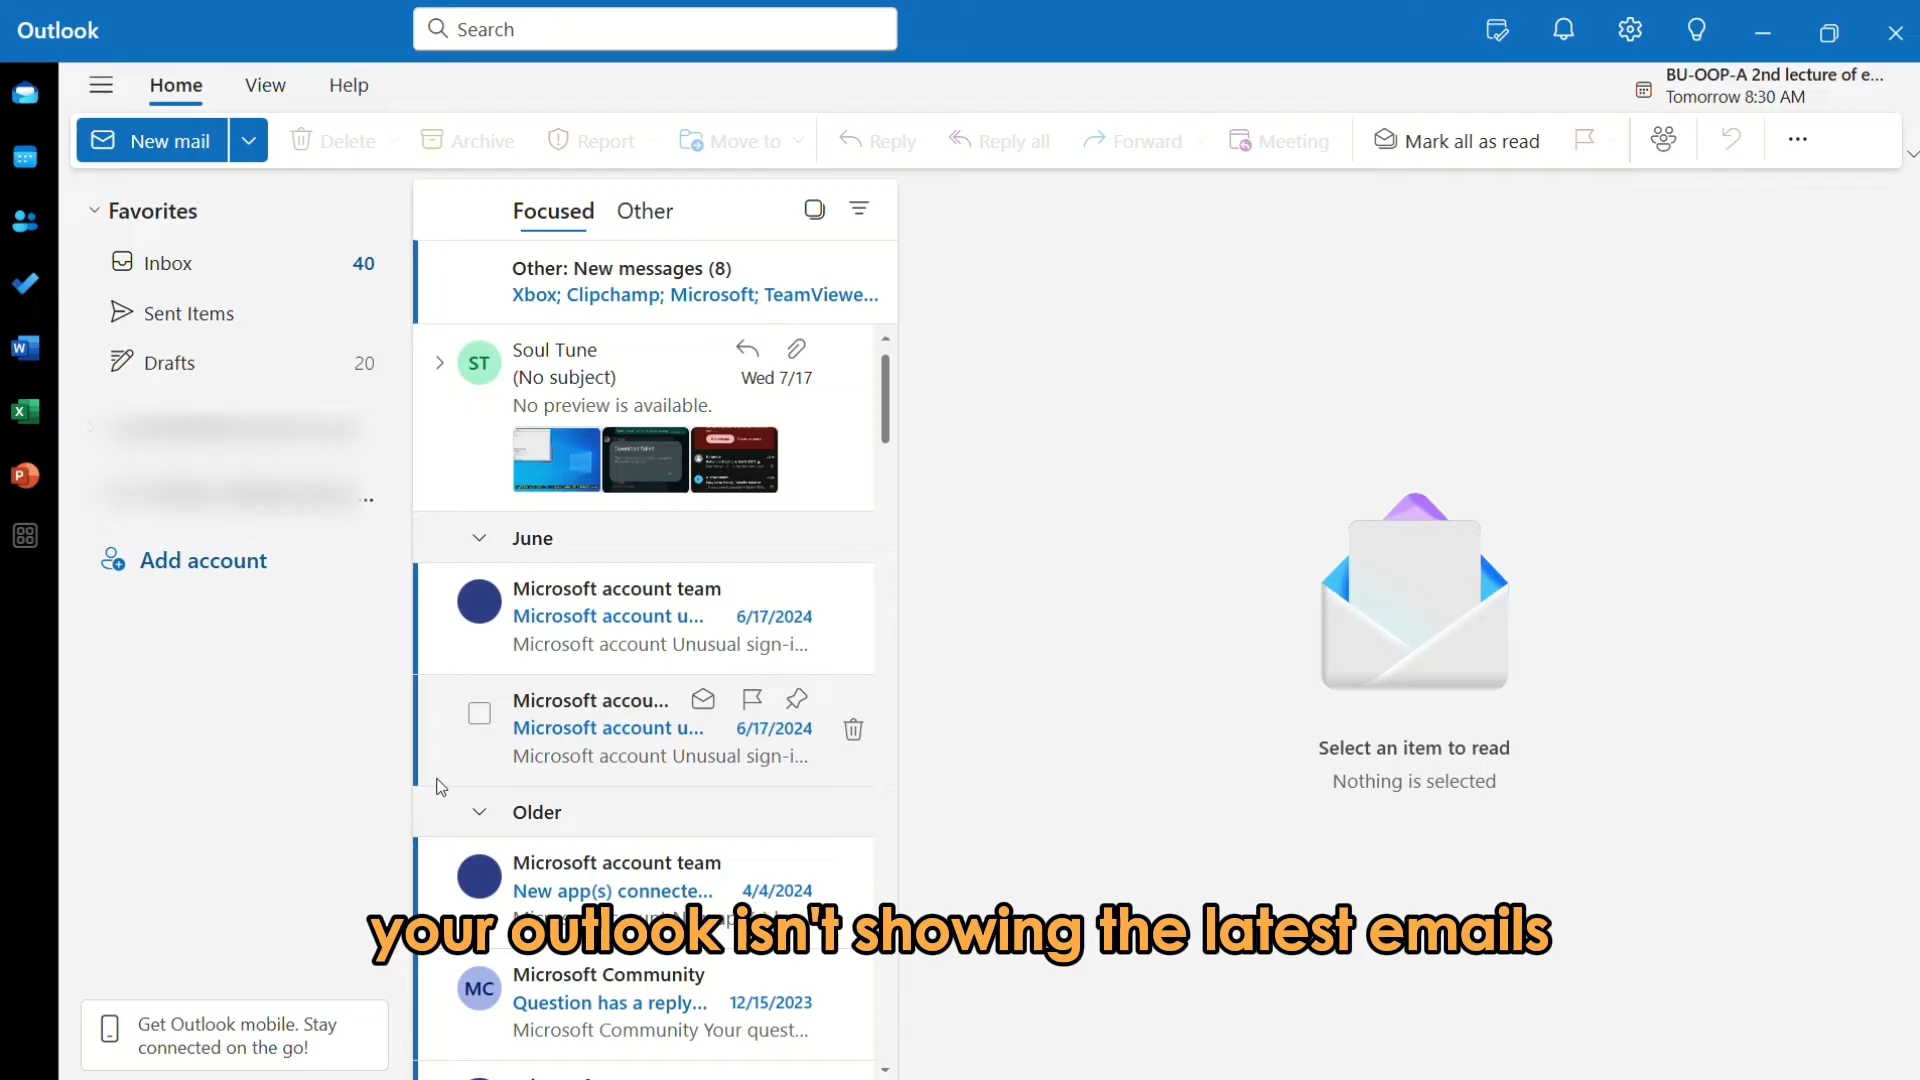 Outlook
Search
Home View Help
BU-OOP-A 2nd lecture of e...
Tomorrow 8:30 AM
New mail
Delete
Archive
Report
Move to
Reply
Reply all
Forward
Meeting
Mark all as read
Favorites
Inbox 40
Sent Items
Drafts 20
Add account
Get Outlook mobile. Stay
connected on the go!
Focused Other
Other: New messages (8)
Xbox; Clipchamp; Microsoft; TeamViewe...
ST
Soul Tune
(No subject) Wed 7/17
No preview is available.
June
Microsoft account team
Microsoft account u... 6/17/2024
Microsoft account Unusual sign-i...
Microsoft accou...
Microsoft account u... 6/17/2024
Microsoft account Unusual sign-i...
Older
Microsoft account team
New app(s) connecte... 4/4/2024
your outlook isn't showing the latest emails
MC
Microsoft Community
Question has a reply... 12/15/2023
Microsoft Community Your quest...
Select an item to read
Nothing is selected